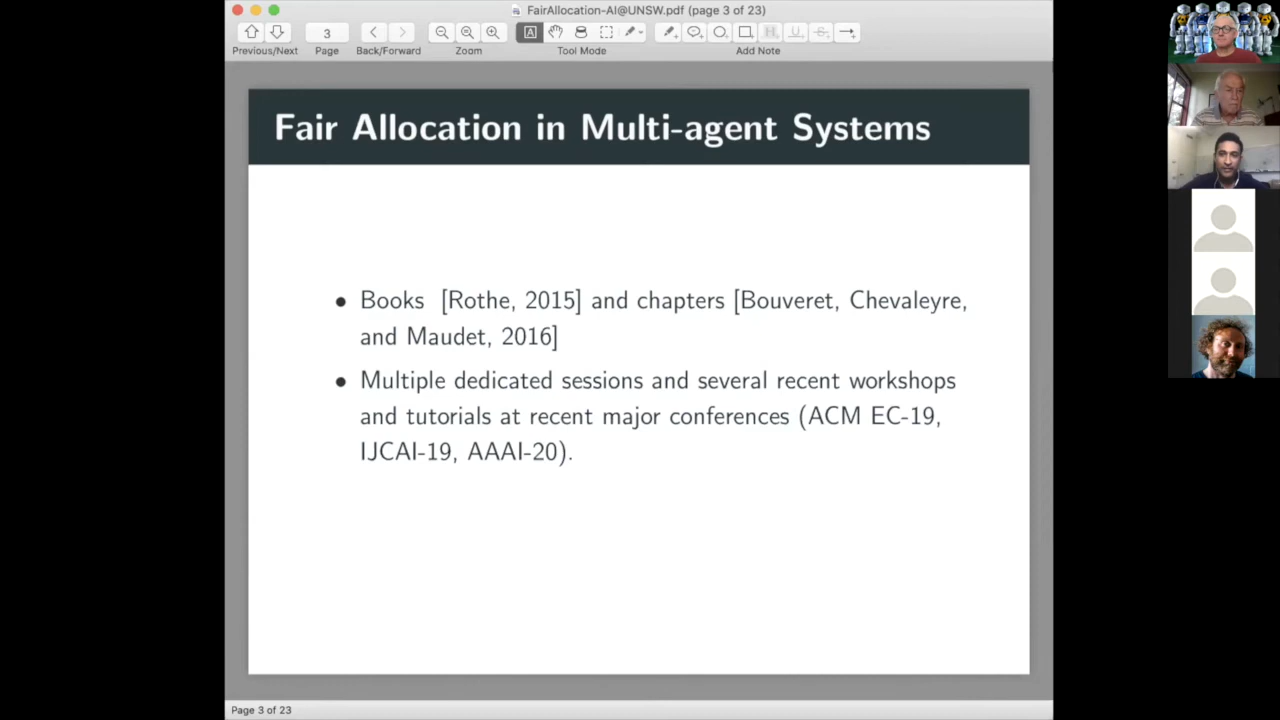 FairAllocation-AI@UNSW.pdf (page 3 of 23)
3
Previous/Next Page Back/Forward Zoom Tool Mode Add Note
Fair Allocation in Multi-agent Systems
• Books [Rothe, 2015] and chapters [Bouveret, Chevaleyre,
and Maudet, 2016]
• Multiple dedicated sessions and several recent workshops
and tutorials at recent major conferences (ACM EC-19,
IJCAI-19, AAAI-20).
Page 3 of 23